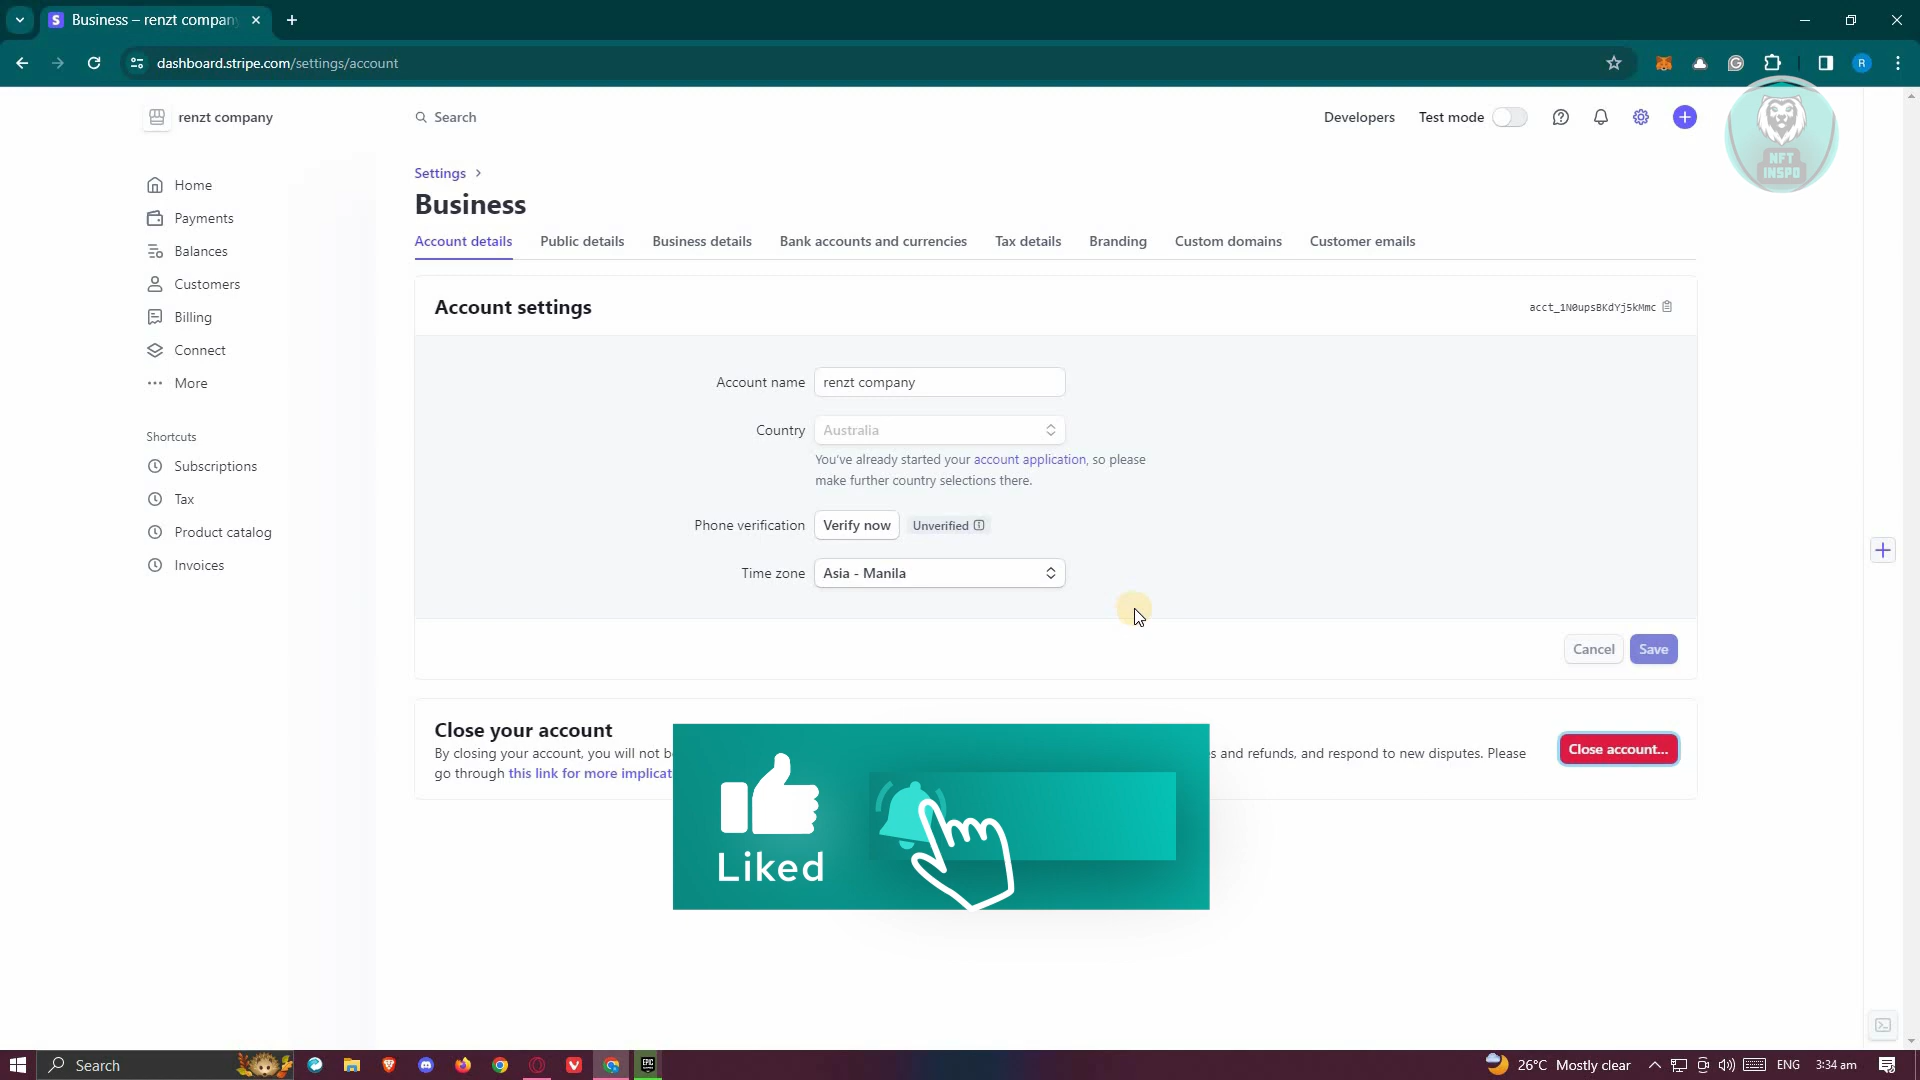 Business – renzt company
dashboard.stripe.com/settings/account
R
renzt company
Search
Developers
Test mode
NFT
INSPO
Home
Payments
Balances
Customers
Billing
Connect
More
Shortcuts
Subscriptions
Tax
Product catalog
Invoices
Settings
Business
Account details
Public details
Business details
Bank accounts and currencies
Tax details
Branding
Custom domains
Customer emails
Account settings
acct_1N0upsBKdYj5kMmc
Account name
renzt company
Country
Australia
You've already started your account application, so please
make further country selections there.
Phone verification
Verify now
Unverified
Time zone
Asia - Manila
Cancel
Save
Close your account
By closing your account, you will not
s and refunds, and respond to new disputes. Please
go through this link for more
Close account...
Liked
Search
EPIC
GAMES
26°C Mostly clear
ENG
3:34 am